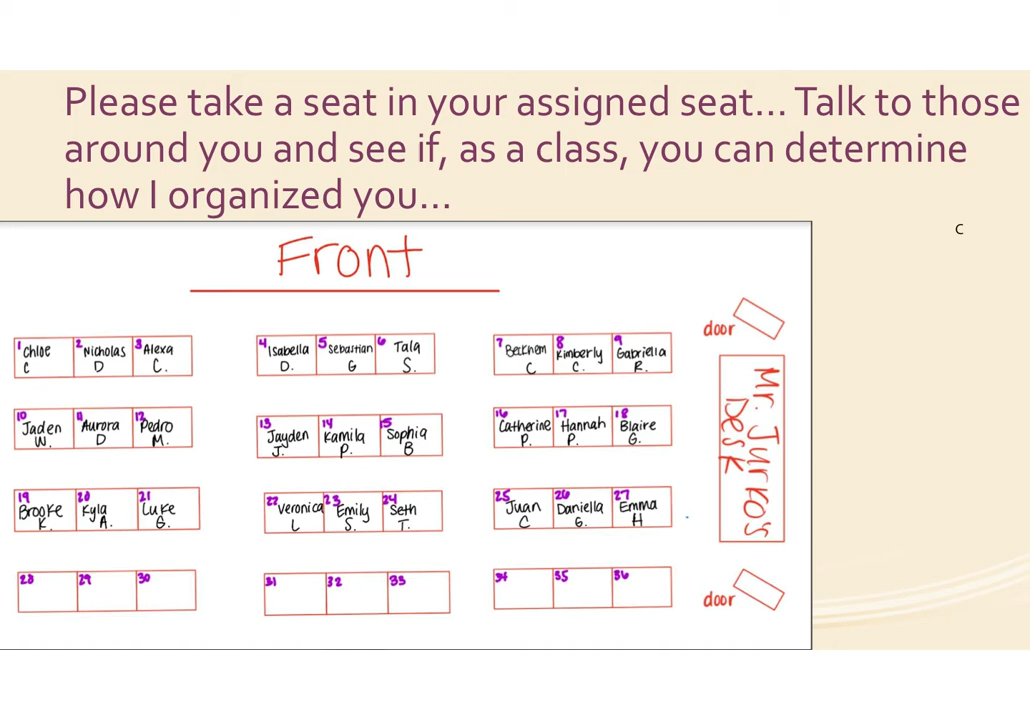 Please take a seat in your assigned seat... Talk to those
around you and see if, as a class, you can determine
how I organized you...
C
Front
door
1 Chloe C
2 Nicholas D
3 Alexa C.
4 Isabella D.
5 Sebastian G
6 Tala S.
7 C
8 Kimberly C.
9 Gabriella R.
10 Jaden W.
11 Aurora D
12 Pedro M.
13 Jayden J.
14 Kamila P.
15 Sophia B
16 Catherine P.
17 Hannah P.
18 Blaire G.
19 Brooke K.
20 Kyla A.
21 Luke G.
22 Veronica L
23 Emily S.
24 Seth T.
25 Juan C
26 Daniella G.
27 Emma H
28
29
30
31
32
33
34
35
36
Mr. Jurko's
Desk
door